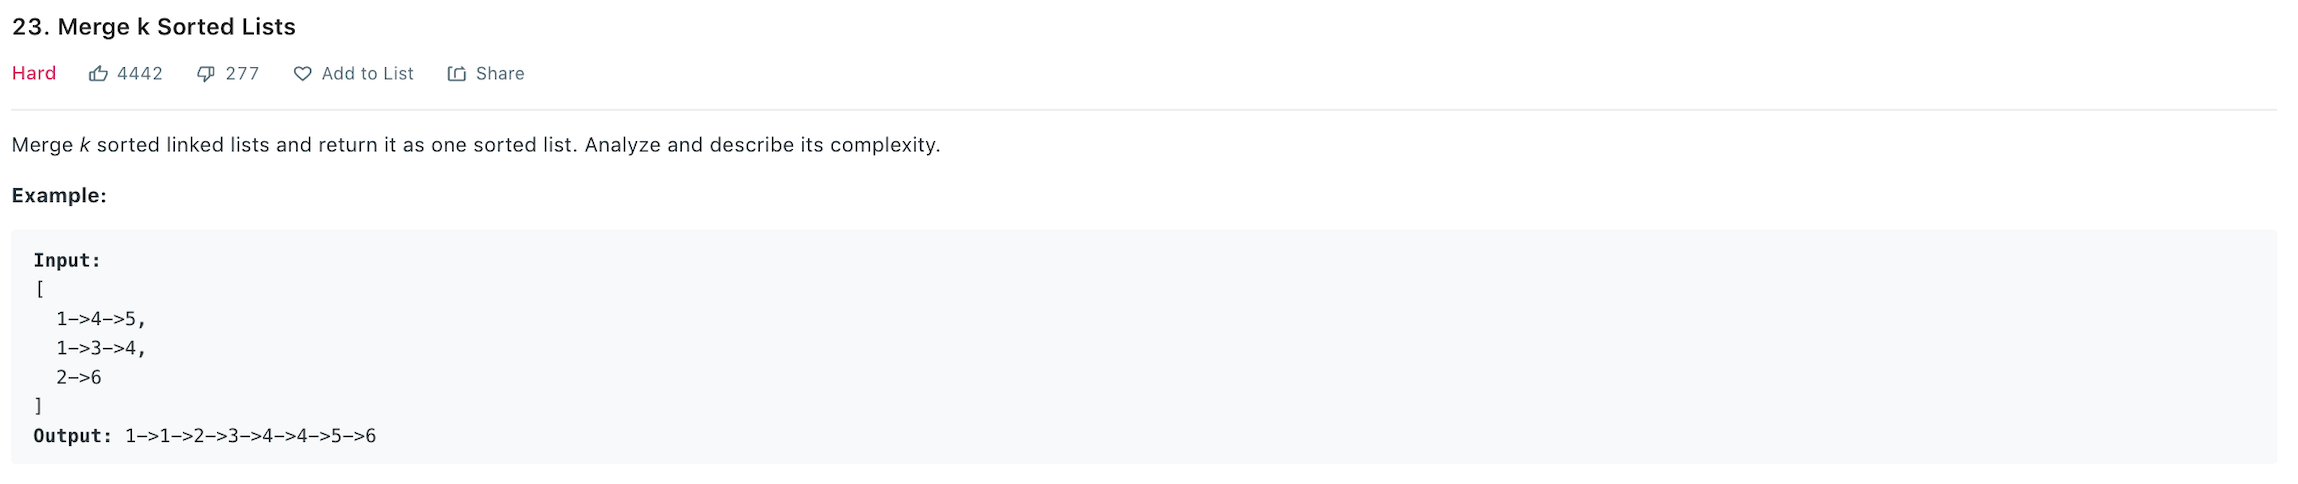 23. Merge k Sorted Lists
Hard 4442 277 Add to List Share
Merge k sorted linked lists and return it as one sorted list. Analyze and describe its complexity.
Example:
Input:
[
  1->4->5,
  1->3->4,
  2->6
]
Output: 1->1->2->3->4->4->5->6